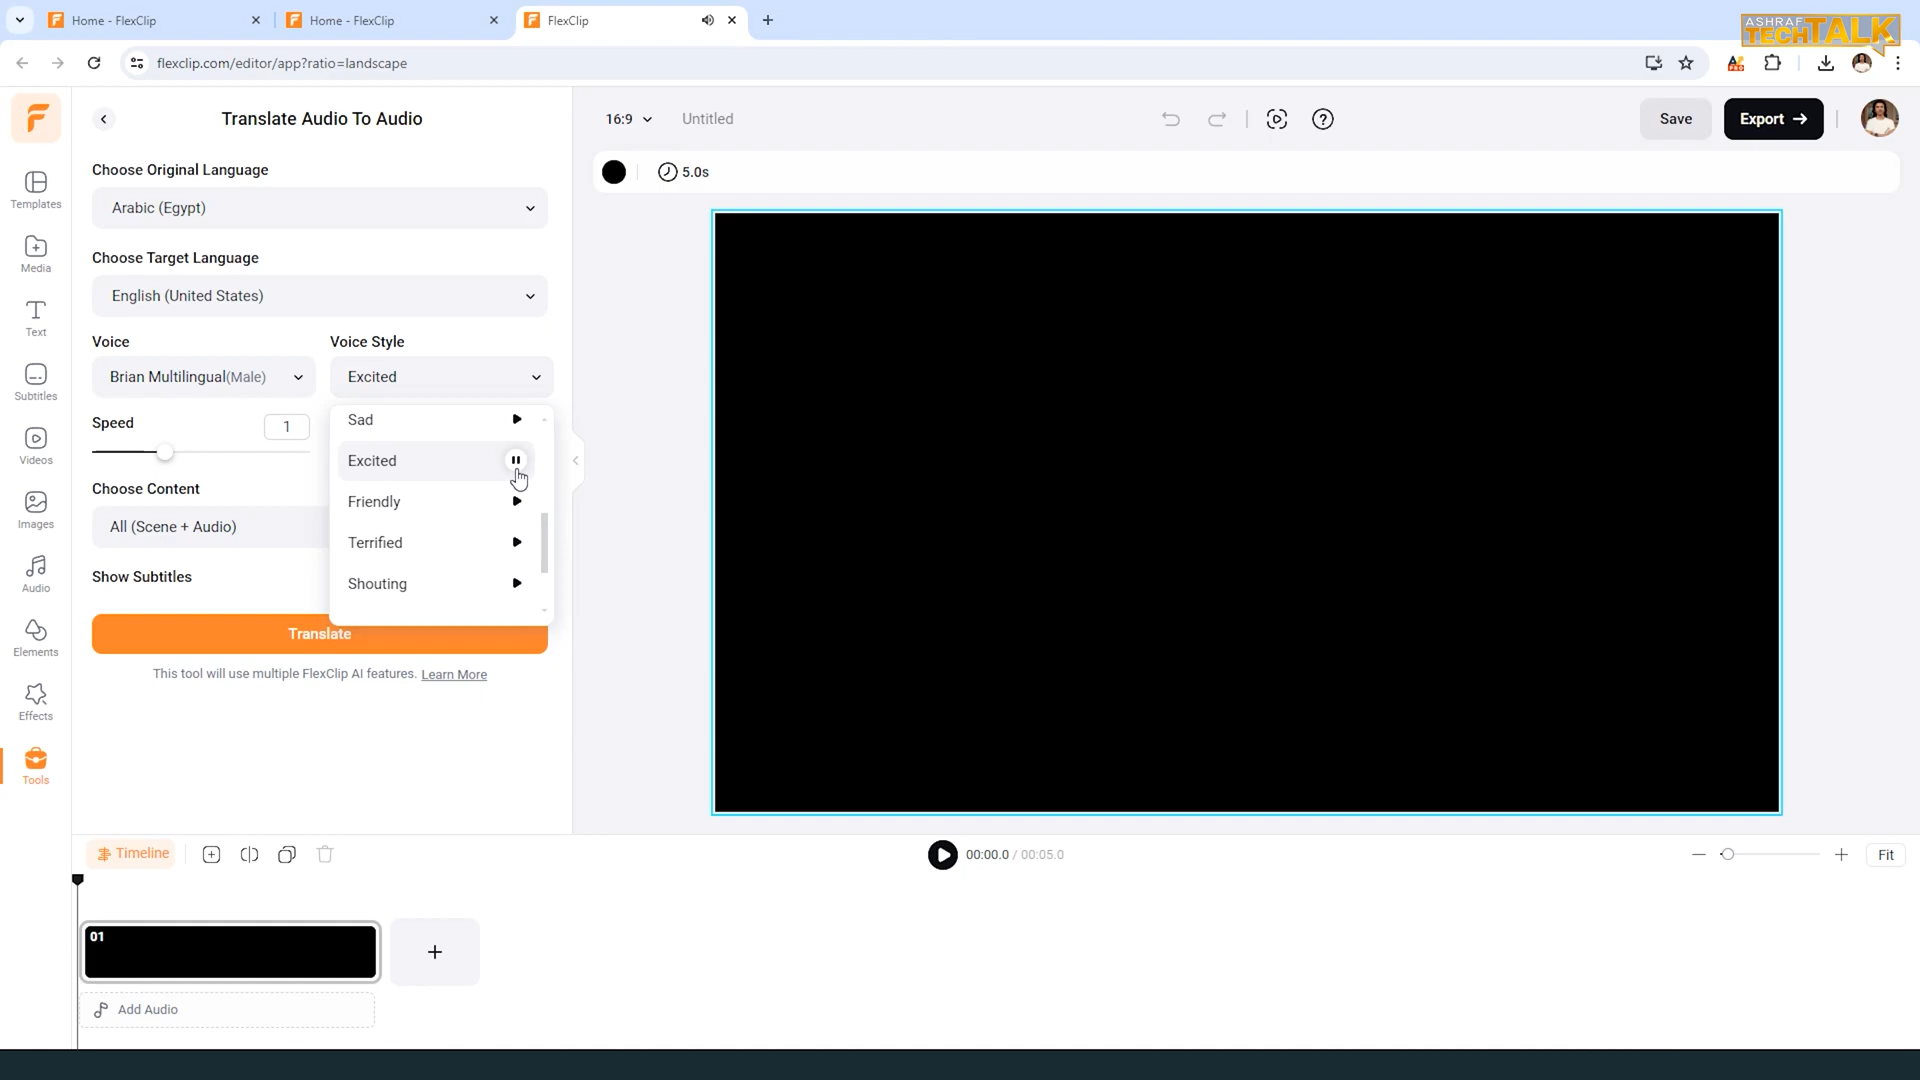 Home - FlexClip
Home - FlexClip
FlexClip
ASHRAF
TECH TALK
flexclip.com/editor/app?ratio=landscape
Translate Audio To Audio
16:9
Untitled
Save
Export
5.0s
Choose Original Language
Arabic (Egypt)
Choose Target Language
English (United States)
Voice
Voice Style
Brian Multilingual(Male)
Excited
Speed
1
Sad
Excited
Friendly
Terrified
Shouting
Choose Content
All (Scene + Audio)
Show Subtitles
Translate
This tool will use multiple FlexClip AI features. Learn More
Templates
Media
Text
Subtitles
Videos
Images
Audio
Elements
Effects
Tools
Timeline
00:00.0 / 00:05.0
Fit
01
Add Audio